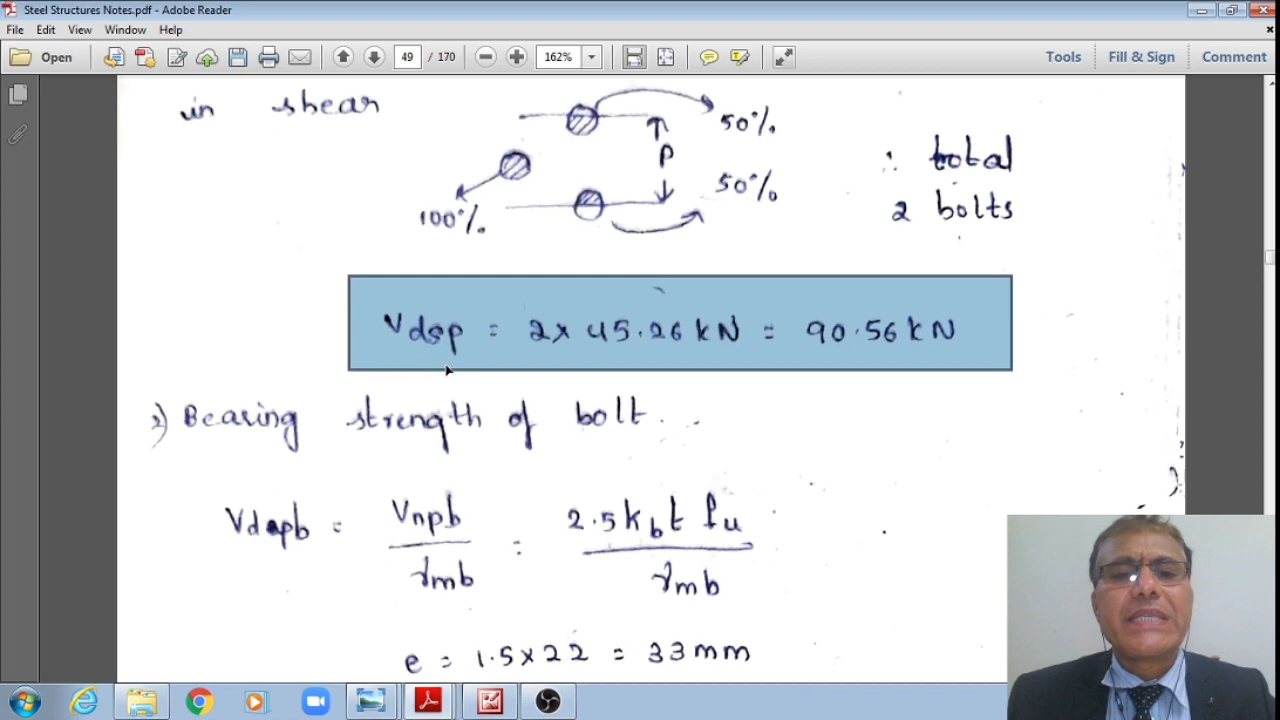 Steel Structures Notes.pdf - Adobe Reader
File Edit View Window Help
Open 49 / 170 162% Tools Fill & Sign Comment
in shear
50%
P
50%
100%
∴ total
2 bolts
Vdsp = 2 x 45.26 kN = 90.56 kN
2) Bearing strength of bolt.
Vdpb = Vnpb / γmb = 2.5 kb t fu / γmb
e = 1.5 x 22 = 33 mm